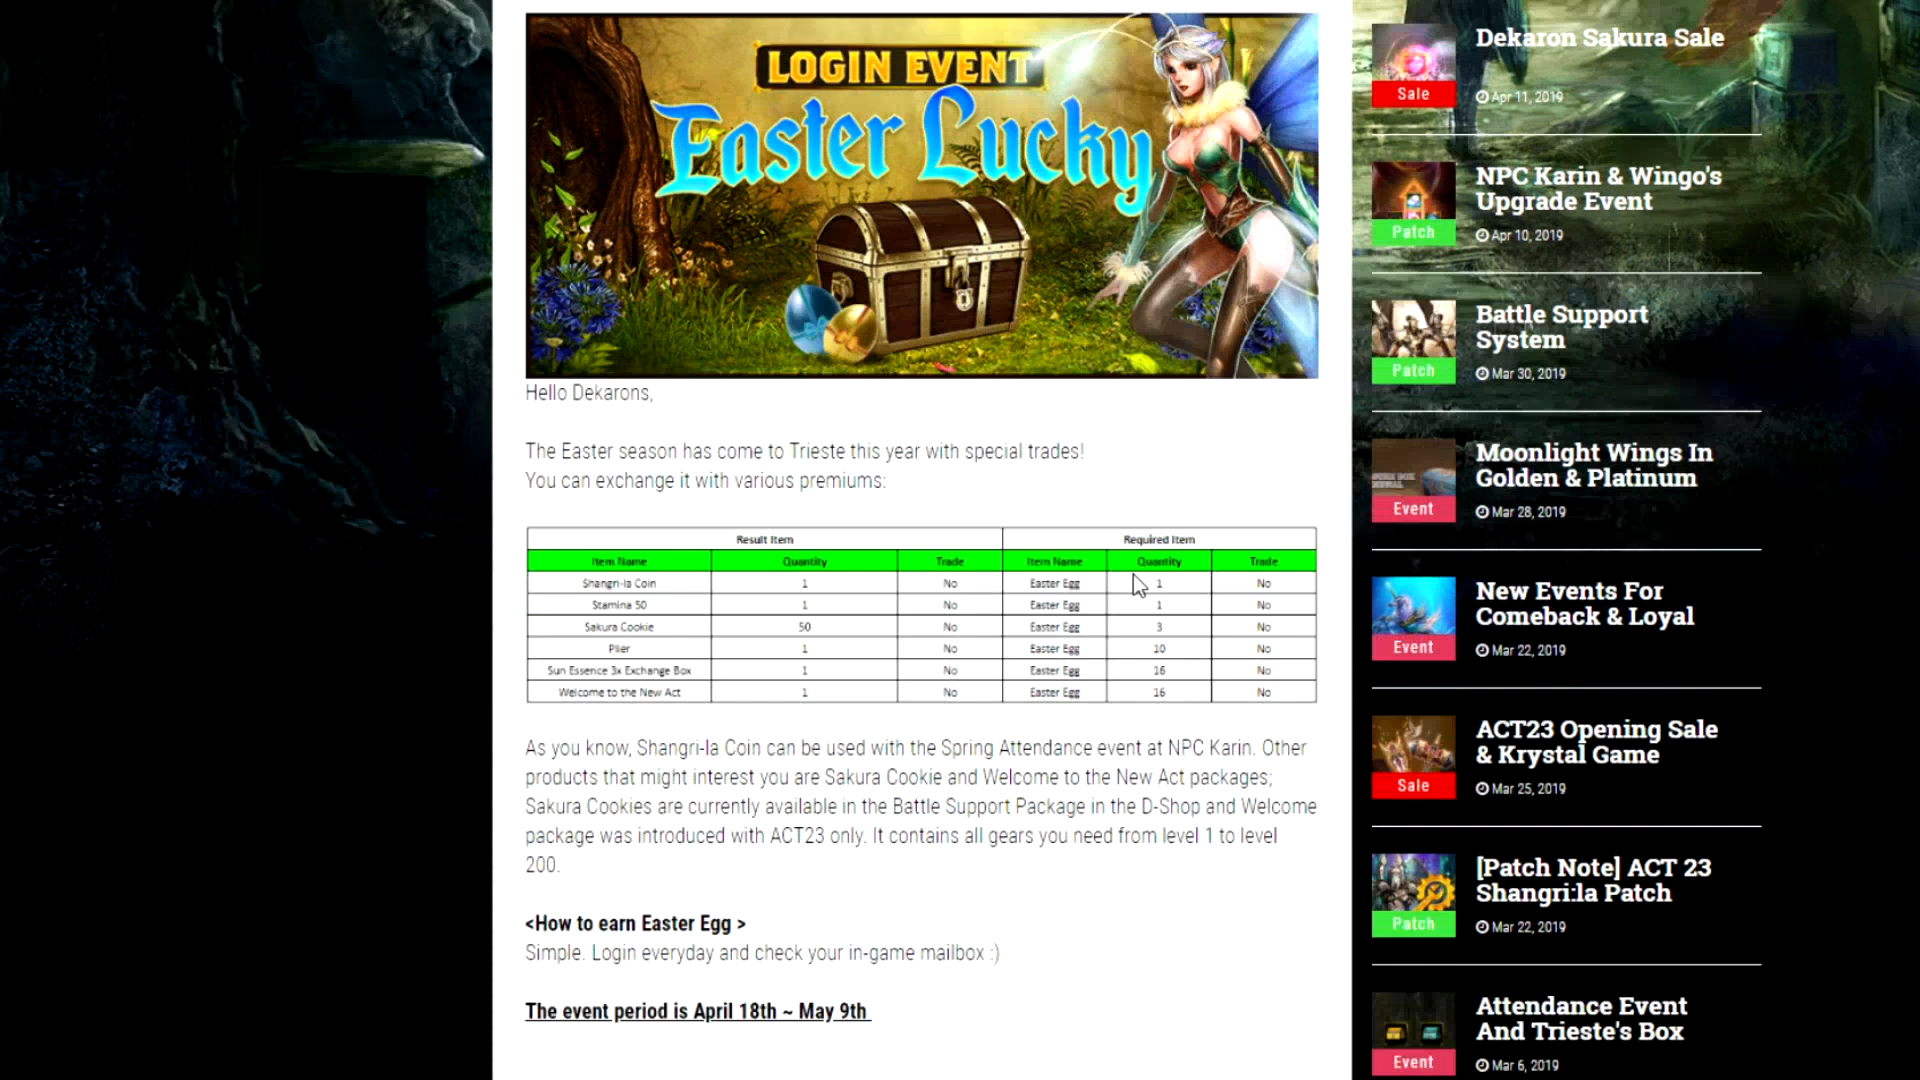 LOGIN EVENT
Easter Lucky
Hello Dekarons,
The Easter season has come to Trieste this year with special trades!
You can exchange it with various premiums:
Result Item Required Item
Item Name Quantity Trade Item Name Quantity Trade
Shangri-la Coin 1 No Easter Egg 1 No
Stamina 50 1 No Easter Egg 1 No
Sakura Cookie 50 No Easter Egg 3 No
Plier 1 No Easter Egg 10 No
Sun Essence 3x Exchange Box 1 No Easter Egg 16 No
Welcome to the New Act 1 No Easter Egg 16 No
As you know, Shangri-la Coin can be used with the Spring Attendance event at NPC Karin. Other
products that might interest you are Sakura Cookie and Welcome to the New Act packages;
Sakura Cookies are currently available in the Battle Support Package in the D-Shop and Welcome
package was introduced with ACT23 only. It contains all gears you need from level 1 to level
200.
<How to earn Easter Egg >
Simple. Login everyday and check your in-game mailbox :)
The event period is April 18th ~ May 9th
Dekaron Sakura Sale
Sale
Apr 11, 2019
NPC Karin & Wingo's
Upgrade Event
Patch
Apr 10, 2019
Battle Support
System
Patch
Mar 30, 2019
Moonlight Wings In
Golden & Platinum
Event
Mar 28, 2019
New Events For
Comeback & Loyal
Event
Mar 22, 2019
ACT23 Opening Sale
& Krystal Game
Sale
Mar 25, 2019
[Patch Note] ACT 23
Shangri:la Patch
Patch
Mar 22, 2019
Attendance Event
And Trieste's Box
Event
Mar 6, 2019